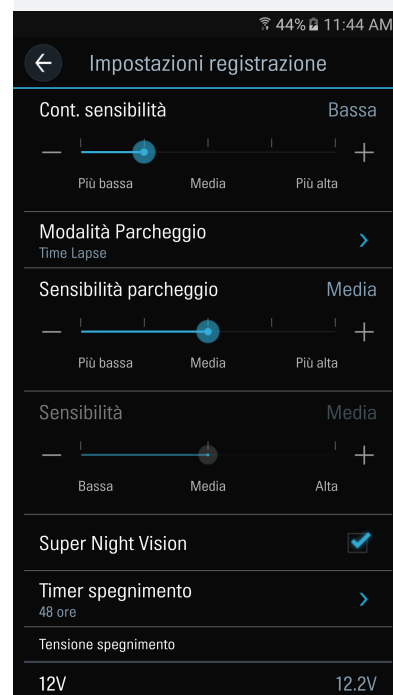 44% 11:44 AM
Impostazioni registrazione
Cont. sensibilità Bassa
Più bassa Media Più alta
Modalità Parcheggio
Time Lapse
Sensibilità parcheggio Media
Più bassa Media Più alta
Sensibilità Media
Bassa Media Alta
Super Night Vision
Timer spegnimento
48 ore
Tensione spegnimento
12V 12.2V